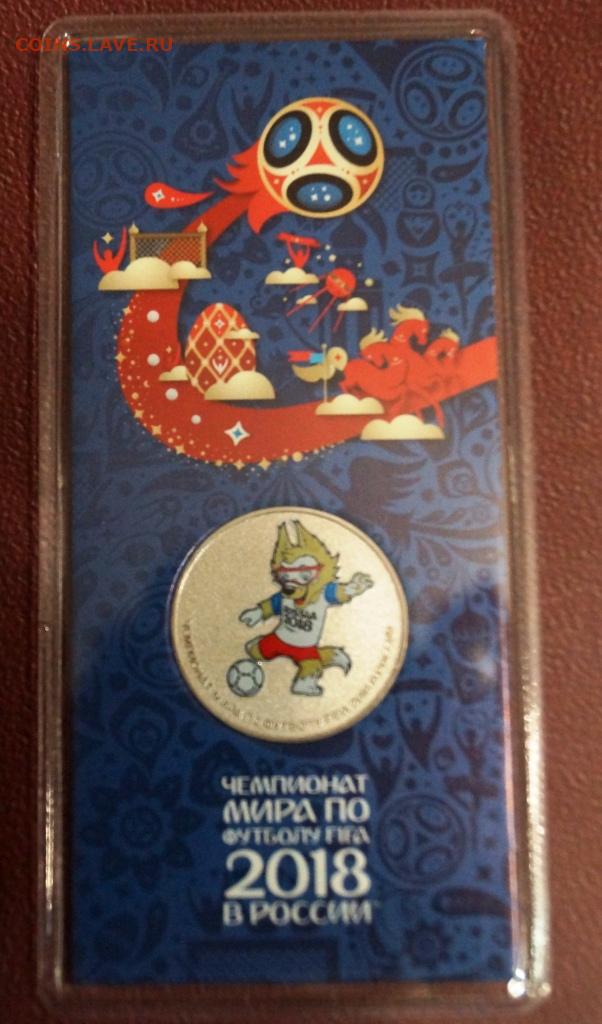 COINS.LAVE.RU
RUSSIA
2018
ЧЕМПИОНАТ
МИРА ПО
ФУТБОЛУ FIFA
2018
В РОССИИ